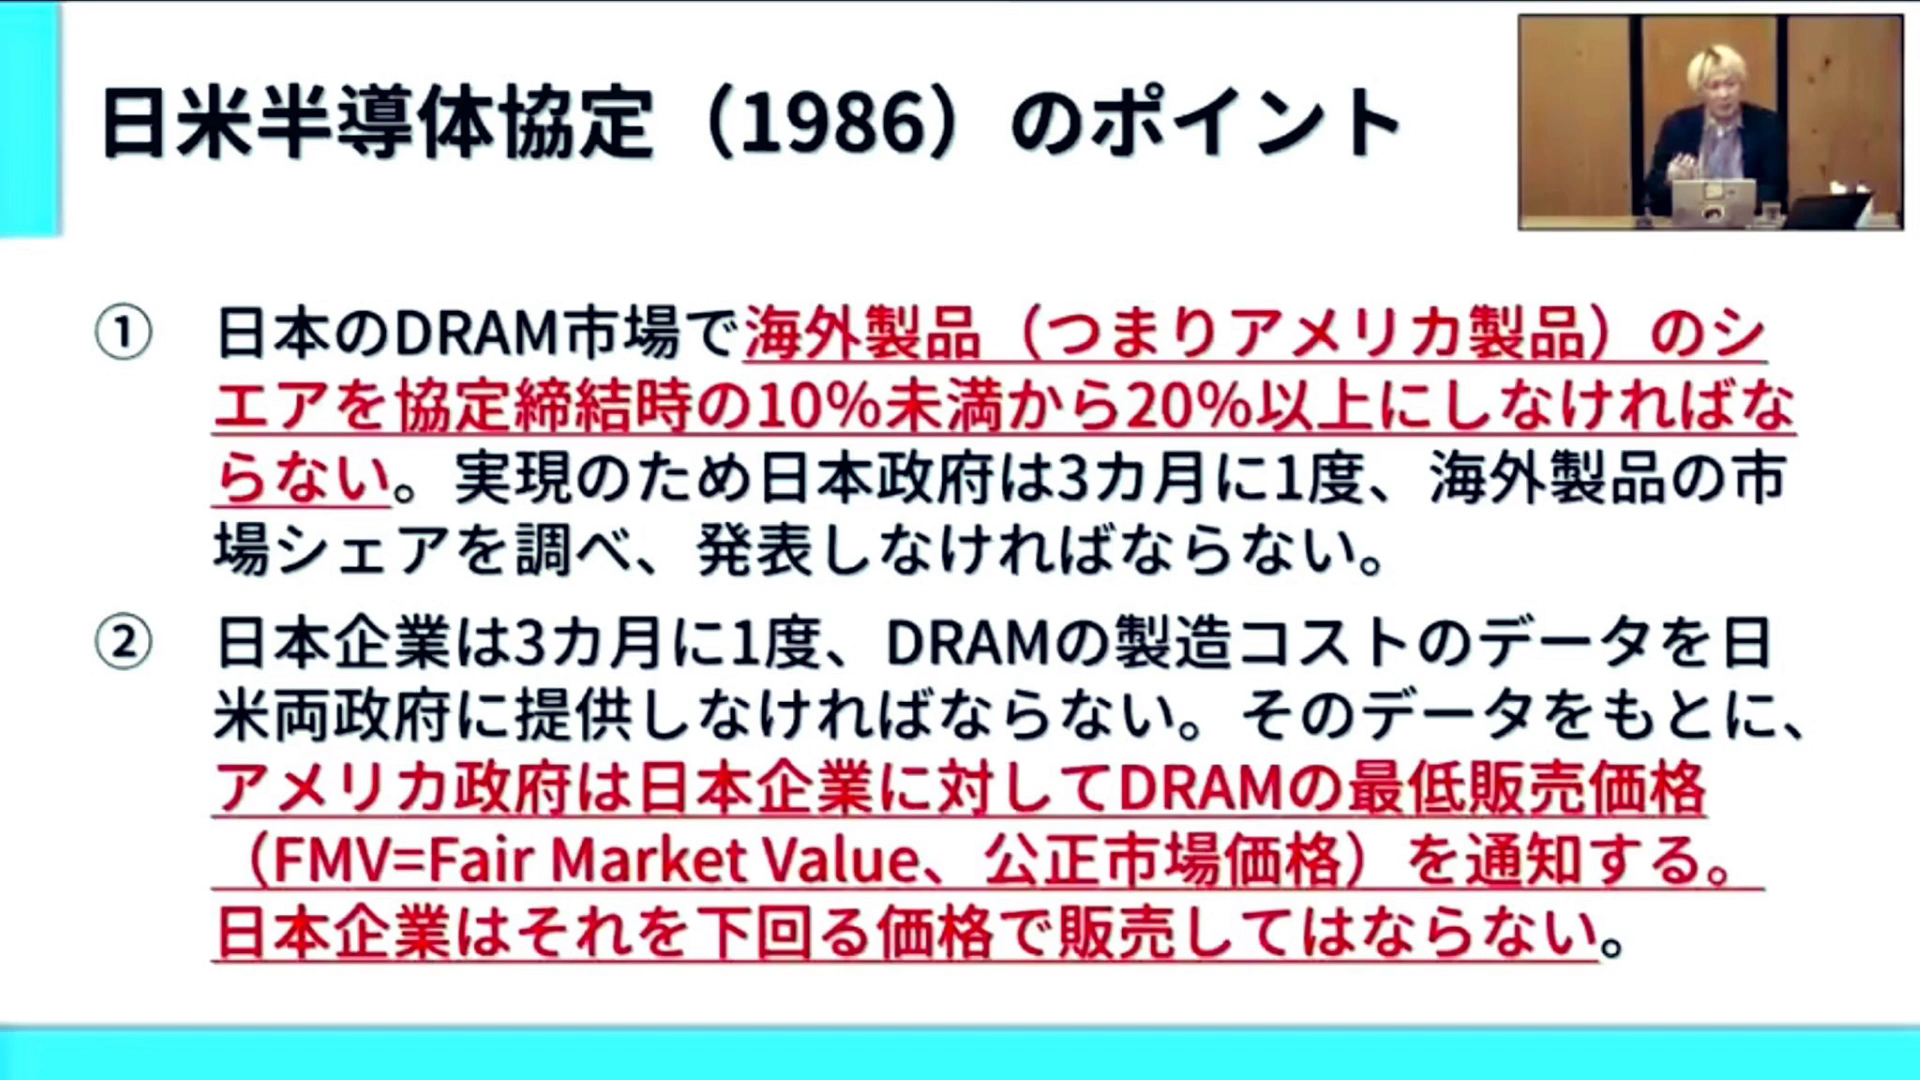 日米半導体協定（1986）のポイント
① 日本のDRAM市場で海外製品（つまりアメリカ製品）のシ
エアを協定締結時の10%未満から20%以上にしなければな
らない。実現のため日本政府は3カ月に1度、海外製品の市
場シェアを調べ、発表しなければならない。
② 日本企業は3カ月に1度、DRAMの製造コストのデータを日
米両政府に提供しなければならない。そのデータをもとに、
アメリカ政府は日本企業に対してDRAMの最低販売価格
（FMV=Fair Market Value、公正市場価格）を通知する。
日本企業はそれを下回る価格で販売してはならない。